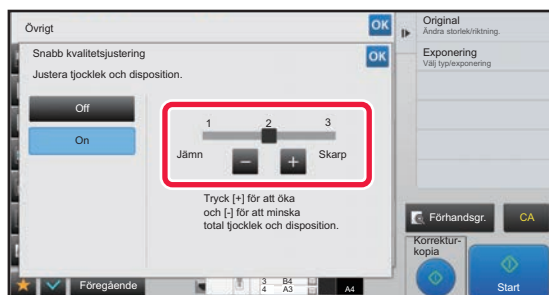 Övrigt
OK
Snabb kvalitetsjustering
OK
Justera tjocklek och disposition.
Off
On
1 2 3
Jämn
Skarp
Tryck [+] för att öka
och [-] för att minska
total tjocklek och disposition.
Original
Ändra storlek/riktning.
Exponering
Välj typ/exponering
Förhandsgr.
CA
Korrektur-
kopia
Start
Föregående
3 B4
4 A3
A4